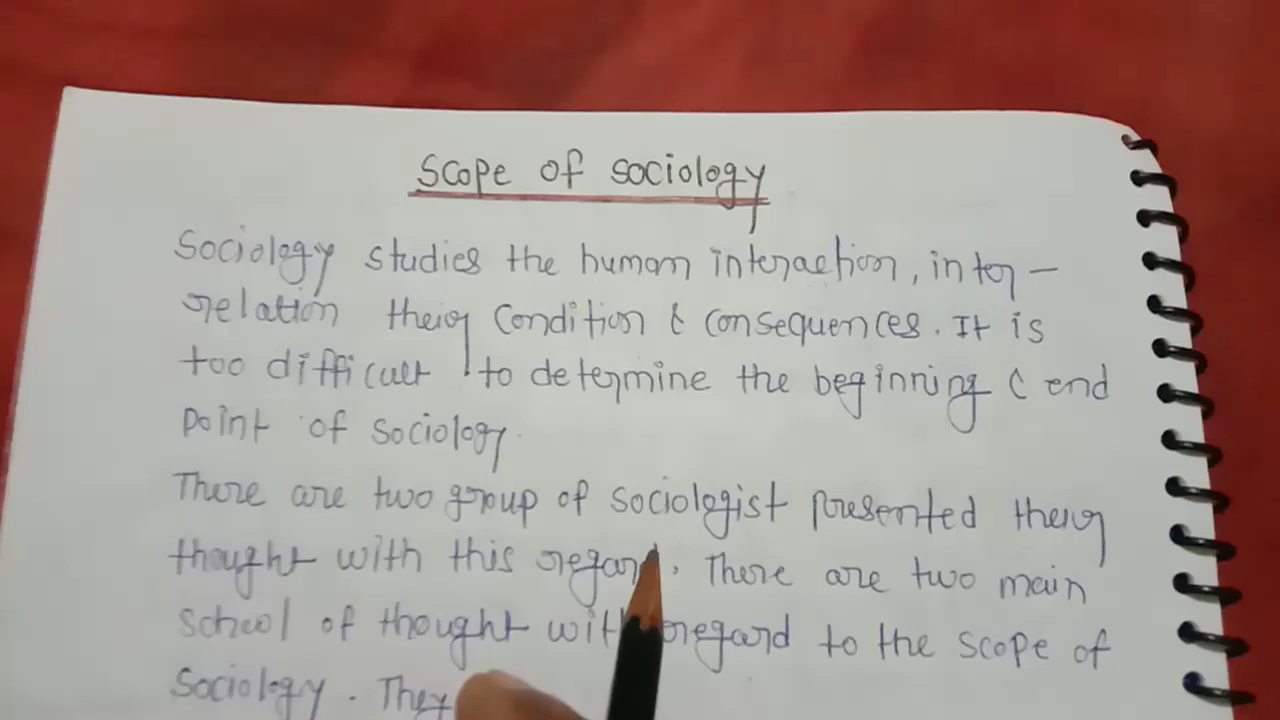 Scope of sociology
Sociology studies the human interaction, inter-
relation their condition & consequences. It is
too difficult to determine the beginning & end
point of sociology.
There are two group of sociologist presented their
thought with this regard. There are two main
school of thought with regard to the scope of
sociology. They